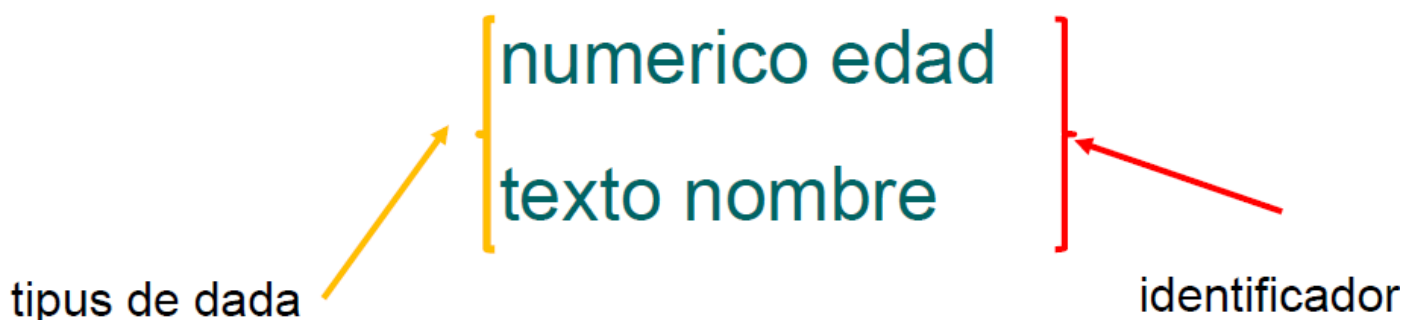 numerico edad
texto nombre
tipus de dada
identificador